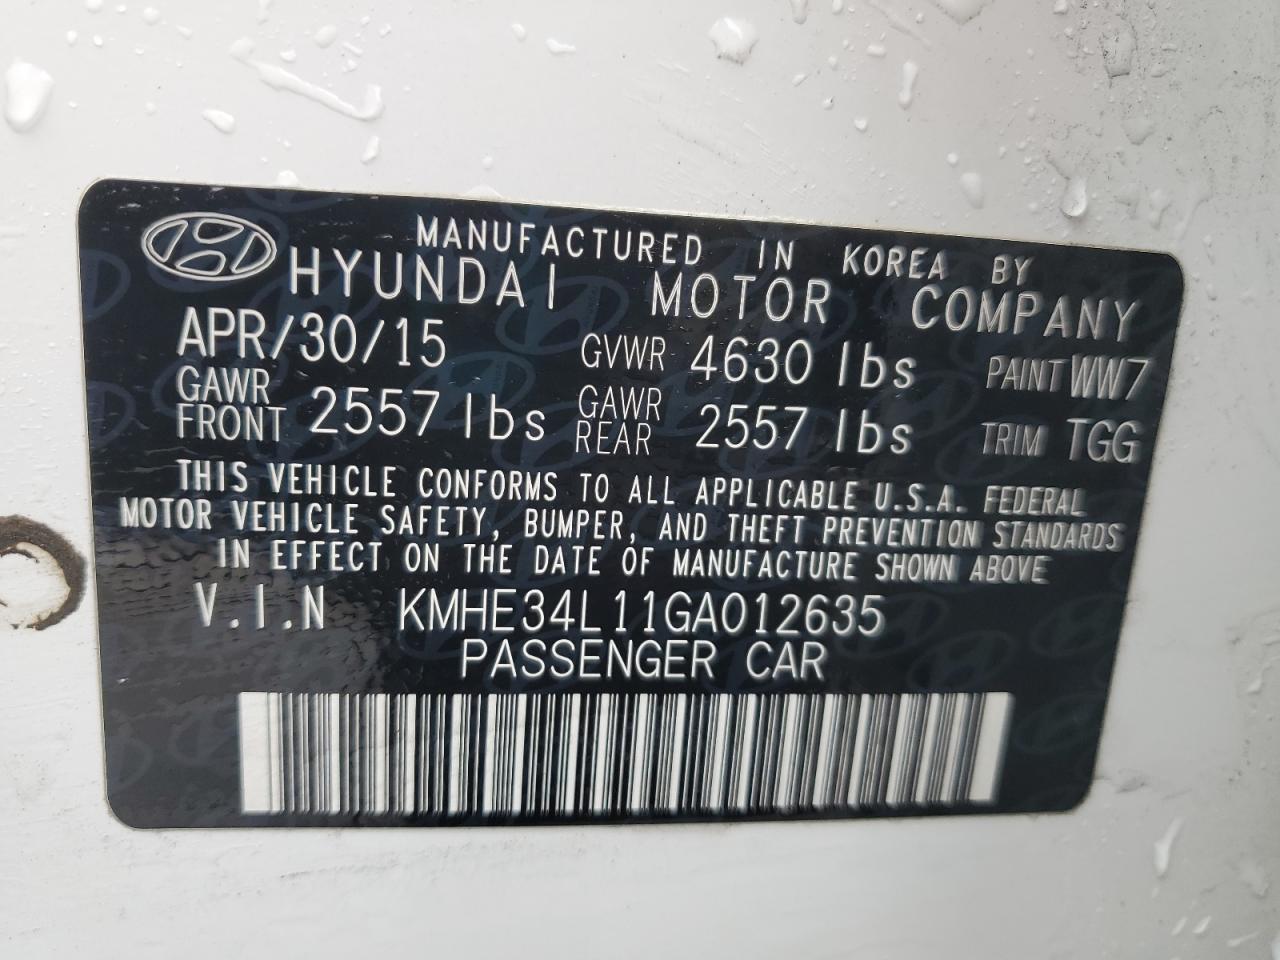 MANUFACTURED IN KOREA BY
HYUNDAI MOTOR COMPANY
APR/30/15 GVWR 4630 lbs PAINT WW7
GAWR FRONT 2557 lbs GAWR REAR 2557 lbs TRIM TGG
THIS VEHICLE CONFORMS TO ALL APPLICABLE U.S.A. FEDERAL
MOTOR VEHICLE SAFETY, BUMPER, AND THEFT PREVENTION STANDARDS
IN EFFECT ON THE DATE OF MANUFACTURE SHOWN ABOVE
V.I.N KMHE34L11GA012635
PASSENGER CAR